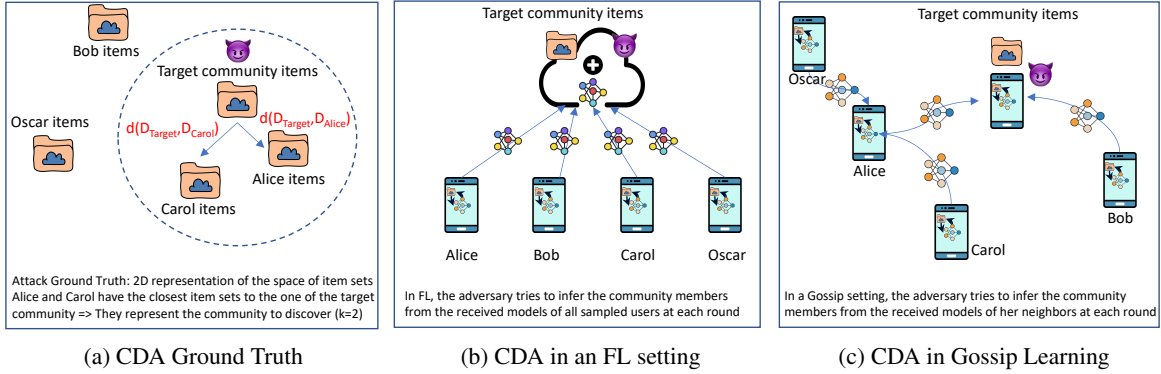 Bob items
Target community items
d(D_Target,D_Carol)
d(D_Target,D_Alice)
Oscar items
Alice items
Carol items
Attack Ground Truth: 2D representation of the space of item sets
Alice and Carol have the closest item sets to the one of the target
community => They represent the community to discover (k=2)
(a) CDA Ground Truth
Target community items
Alice
Bob
Carol
Oscar
In FL, the adversary tries to infer the community members
from the received models of all sampled users at each round
(b) CDA in an FL setting
Target community items
Oscar
Alice
Bob
Carol
In a Gossip setting, the adversary tries to infer the community
members from the received models of her neighbors at each round
(c) CDA in Gossip Learning